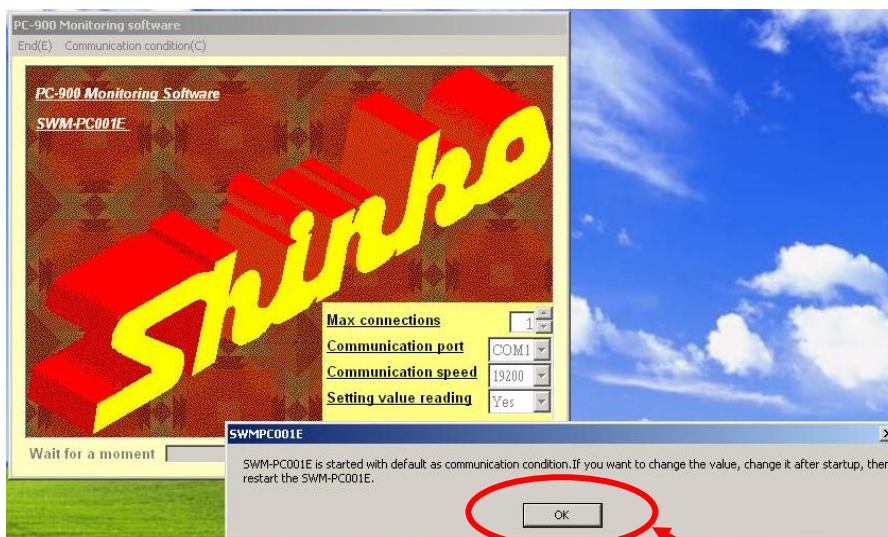 PC-900 Monitoring software
End(E) Communication condition(C)
PC-900 Monitoring Software
SWM-PC001E
Shinko
Max connections 1
Communication port COM1
Communication speed 19200
Setting value reading Yes
Wait for a moment
SWMPC001E
SWM-PC001E is started with default as communication condition.If you want to change the value, change it after startup, then
restart the SWM-PC001E.
OK